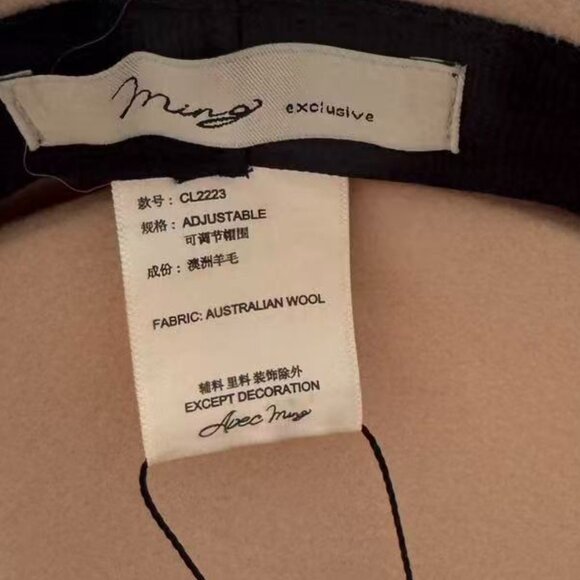 Ming exclusive
款号：CL2223
规格：ADJUSTABLE
可调节帽围
成份：澳洲羊毛
FABRIC: AUSTRALIAN WOOL
辅料 里料 装饰除外
EXCEPT DECORATION
Apec Ming